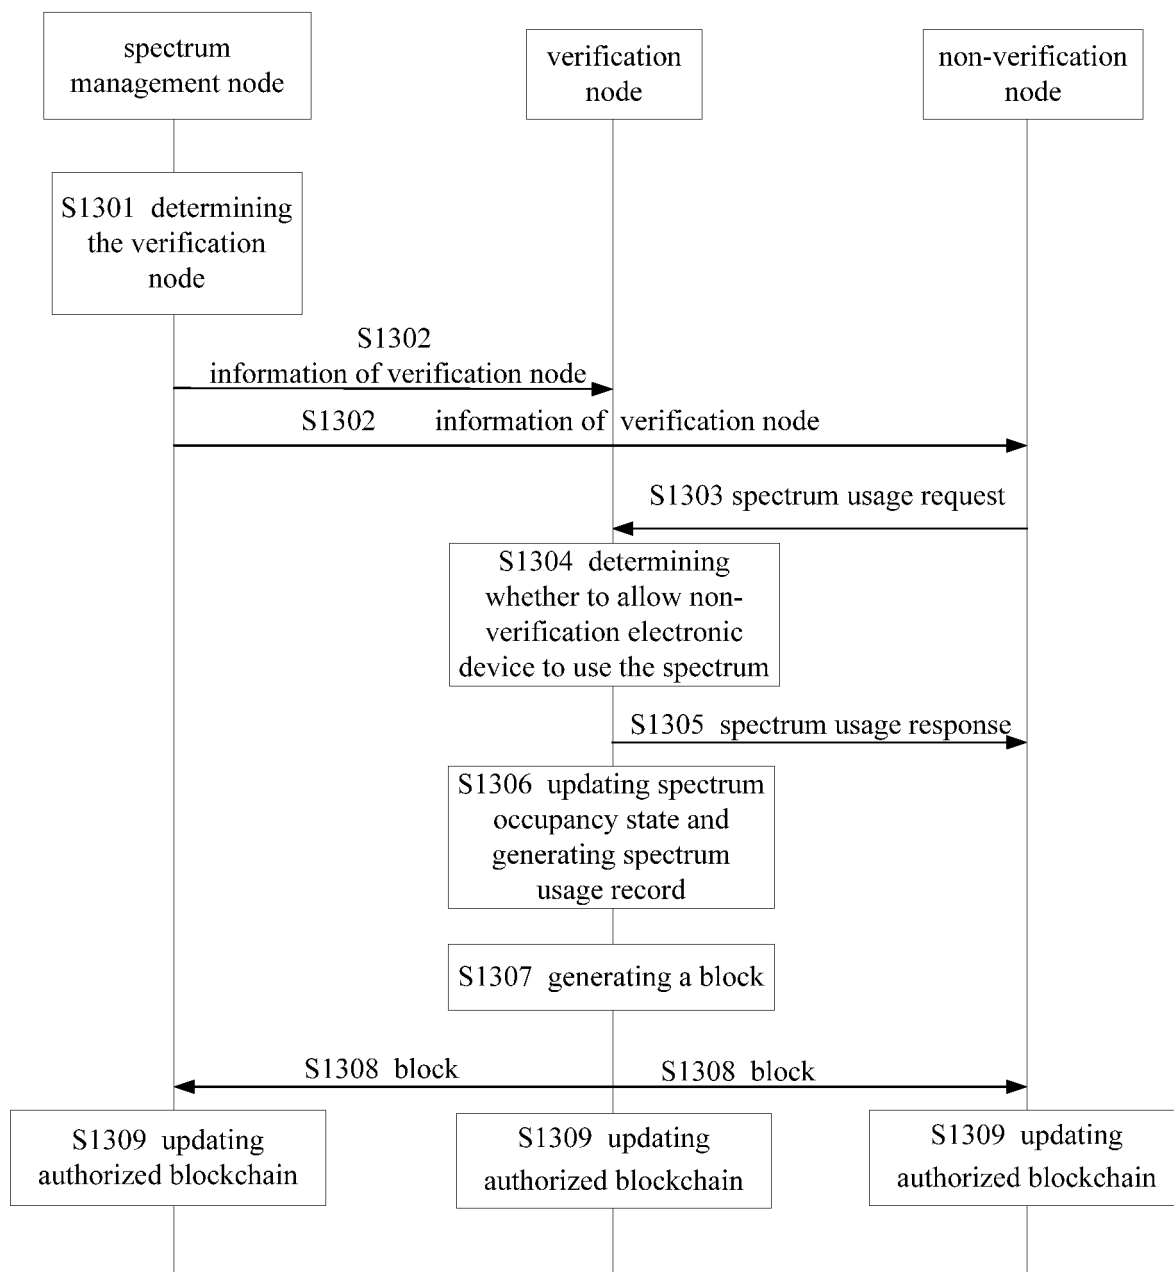 spectrum
management node
verification
node
non-verification
node
S1301 determining
the verification
node
S1302
information of verification node
S1302 information of verification node
S1303 spectrum usage request
S1304 determining
whether to allow non-
verification electronic
device to use the spectrum
S1305 spectrum usage response
S1306 updating spectrum
occupancy state and
generating spectrum
usage record
S1307 generating a block
S1308 block
S1308 block
S1309 updating
authorized blockchain
S1309 updating
authorized blockchain
S1309 updating
authorized blockchain